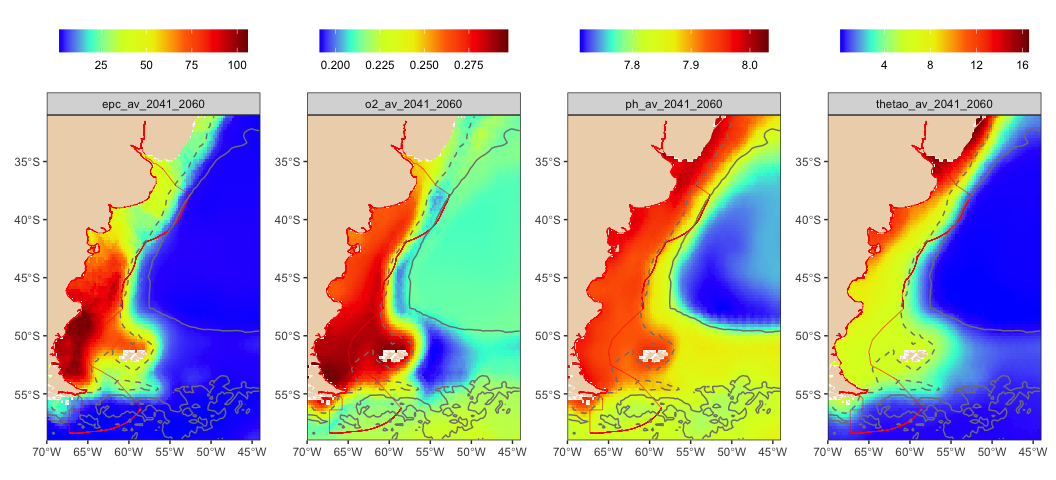 25 50 75 100
0.200 0.225 0.250 0.275
7.8 7.9 8.0
4 8 12 16
epc_av_2041_2060
o2_av_2041_2060
ph_av_2041_2060
thetao_av_2041_2060
35°S
40°S
45°S
50°S
55°S
70°W 65°W 60°W 55°W 50°W 45°W
35°S
40°S
45°S
50°S
55°S
70°W 65°W 60°W 55°W 50°W 45°W
35°S
40°S
45°S
50°S
55°S
70°W 65°W 60°W 55°W 50°W 45°W
35°S
40°S
45°S
50°S
55°S
70°W 65°W 60°W 55°W 50°W 45°W